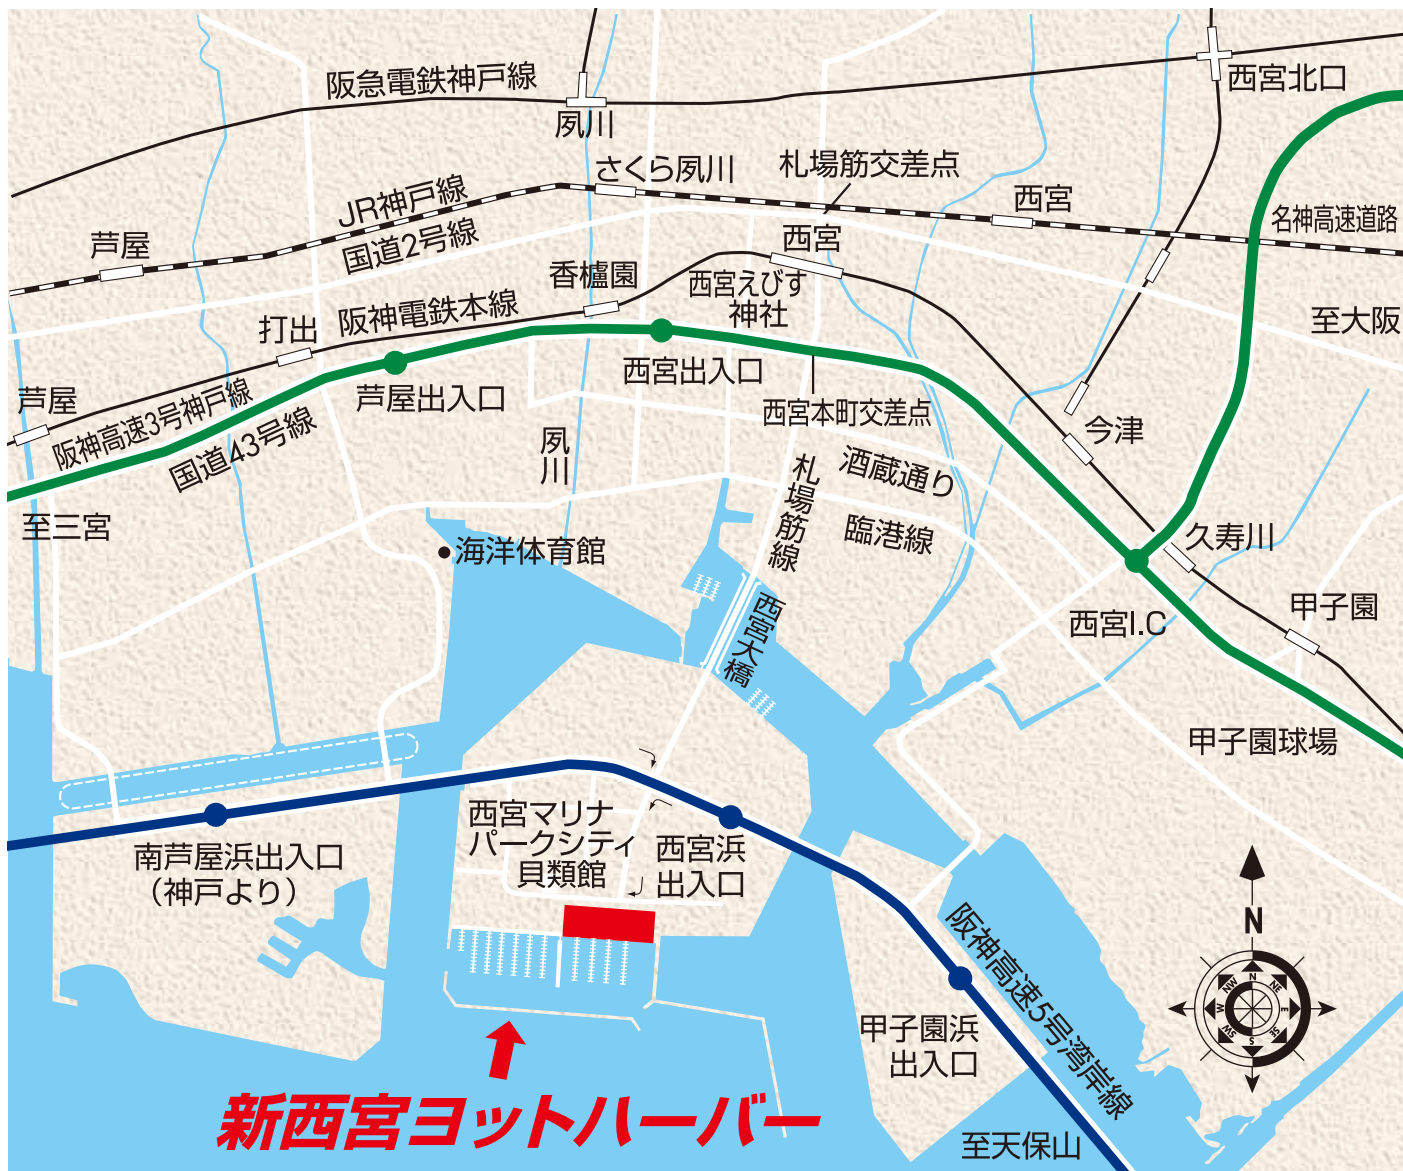 阪急電鉄神戸線
夙川
西宮北口
さくら夙川
札場筋交差点
西宮
JR神戸線
国道2号線
芦屋
名神高速道路
西宮
香櫨園
西宮えびす
神社
阪神電鉄本線
打出
至大阪
芦屋
阪神高速3号神戸線
国道43号線
芦屋出入口
西宮出入口
西宮本町交差点
今津
夙川
札場筋線
酒蔵通り
臨港線
至三宮
海洋体育館
久寿川
西宮大橋
西宮I.C
甲子園
甲子園球場
西宮マリナ
パークシティ
貝類館
西宮浜
出入口
南芦屋浜出入口
（神戸より）
阪神高速5号湾岸線
N
N
NE
E
SE
S
SW
W
NW
甲子園浜
出入口
新西宮ヨットハーバー
至天保山